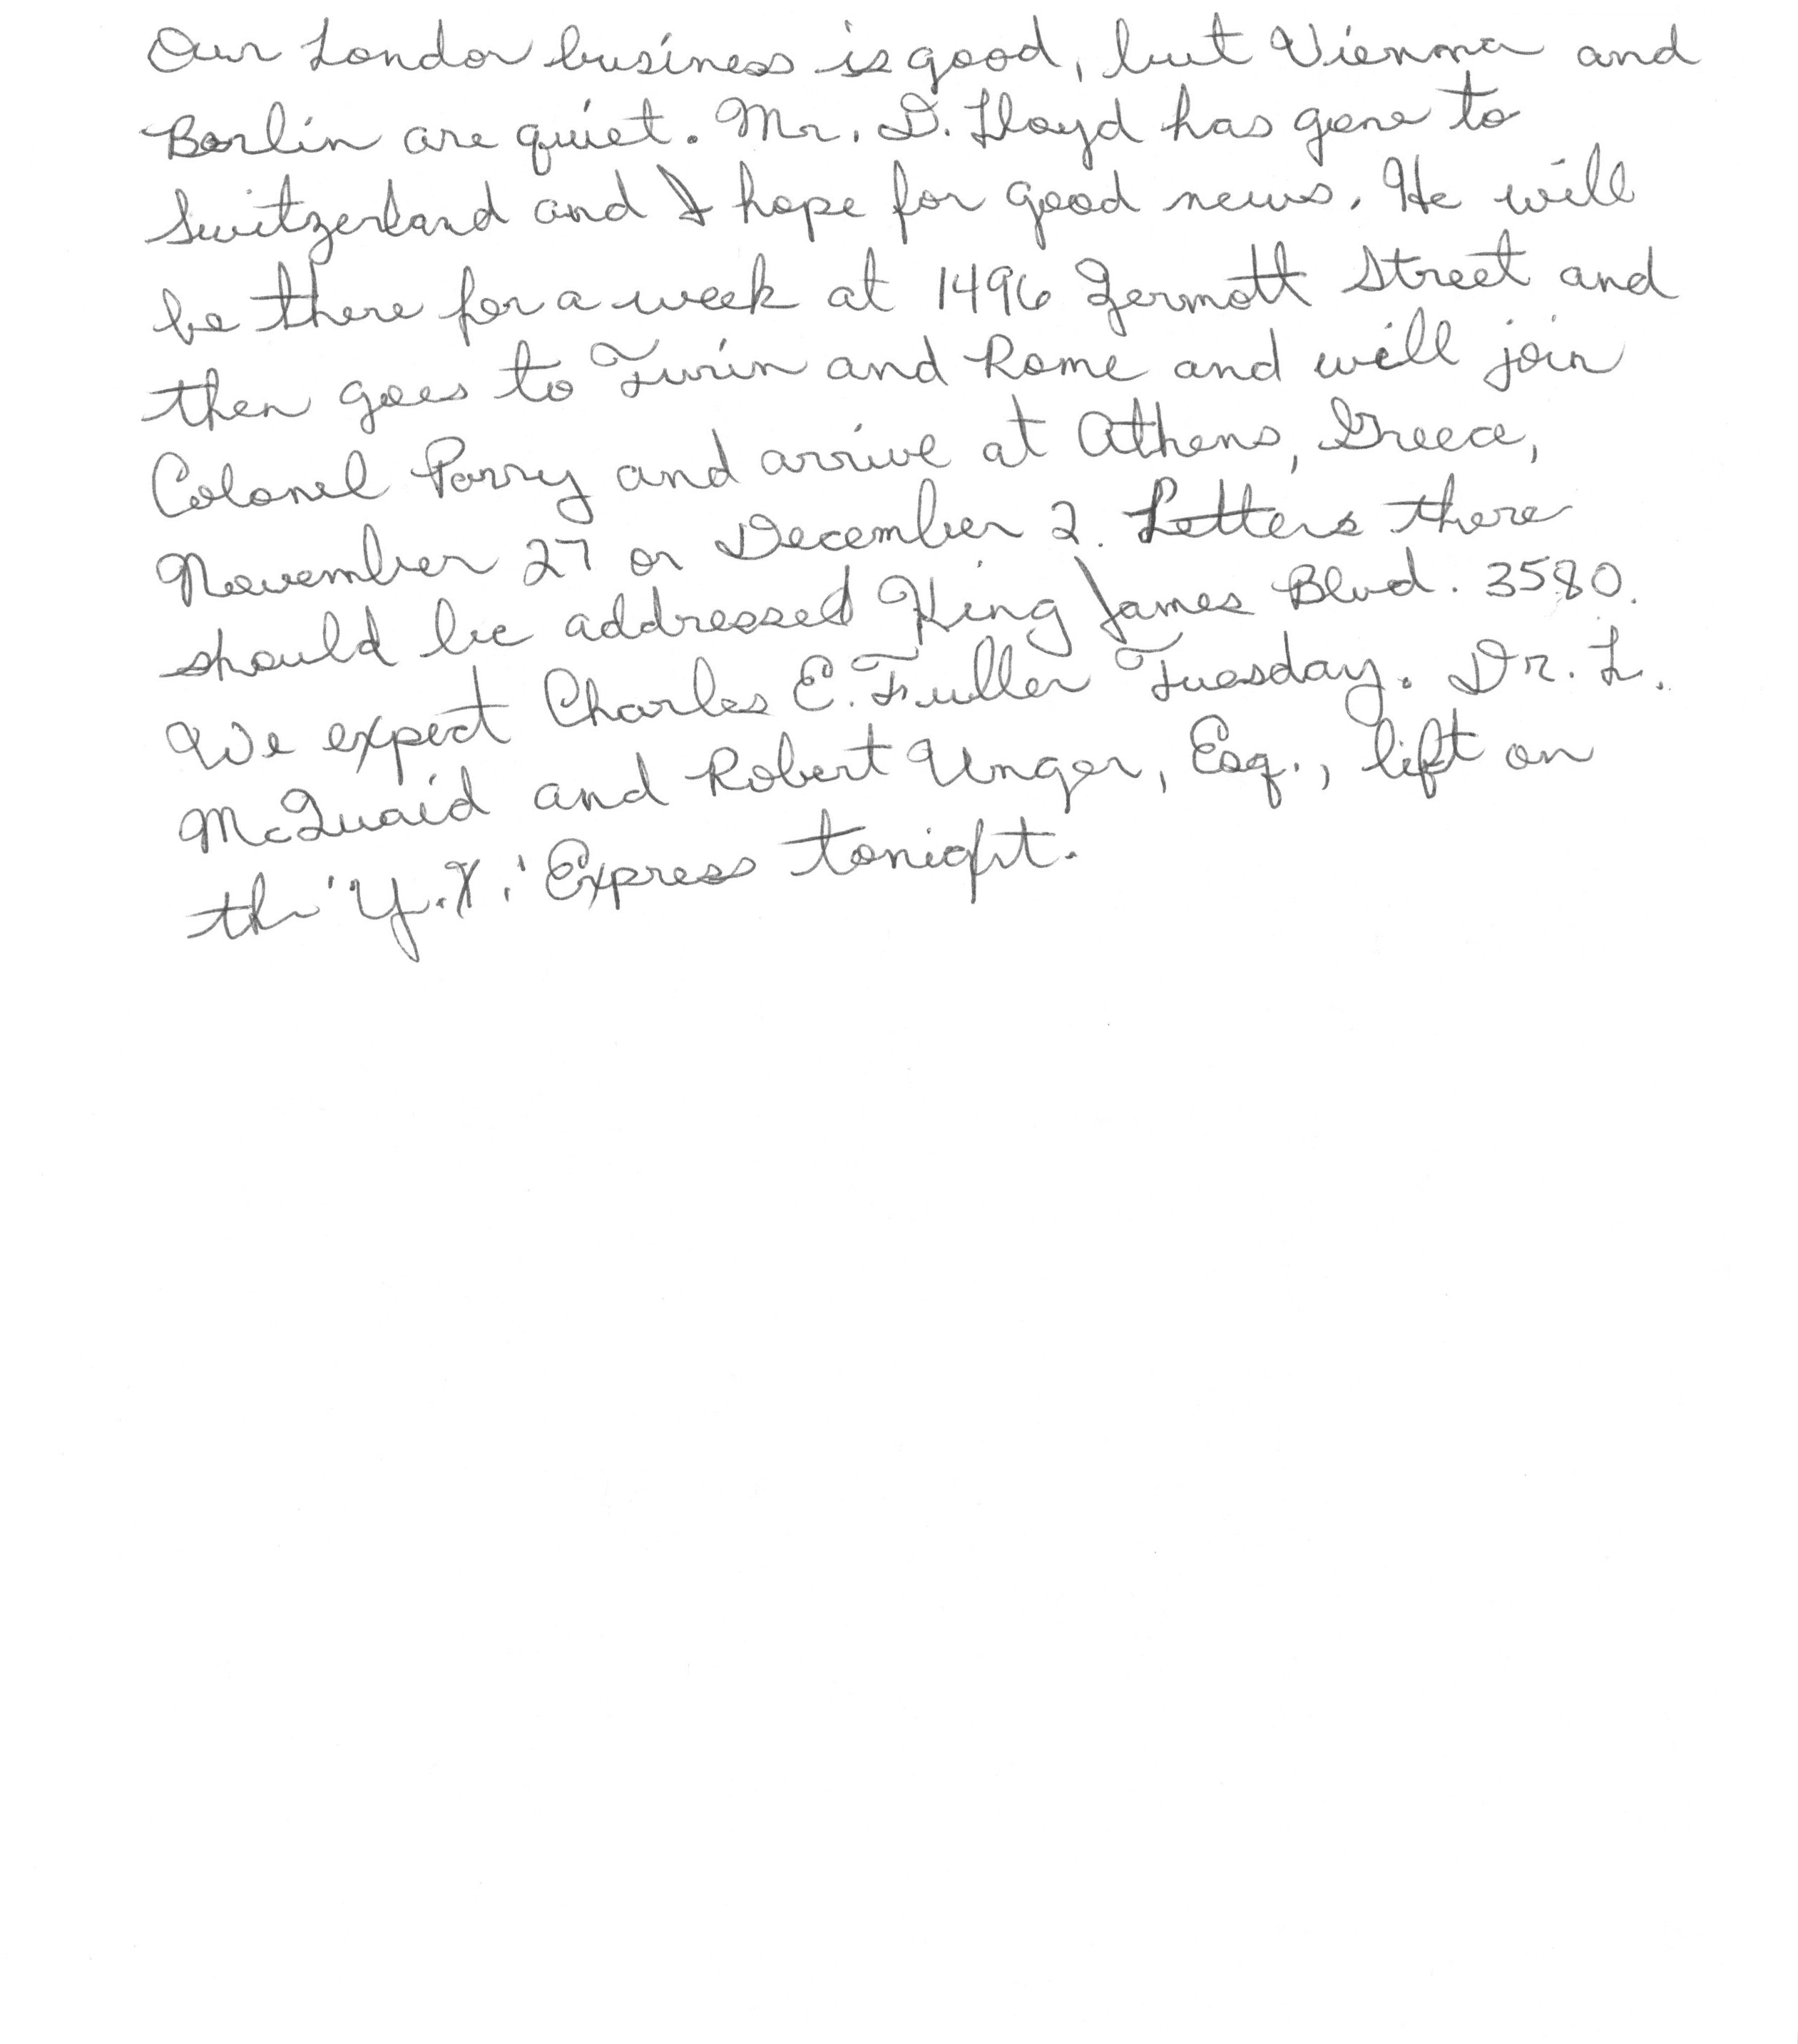 Our London business is good, but Vienna and
Berlin are quiet. Mr. D. Lloyd has gone to
Switzerland and I hope for good news. He will
be there for a week at 1496 Zermott Street and
then goes to Turin and Rome and will join
Colonel Parry and arrive at Athens, Greece,
November 27 or December 2. Letters there
should be addressed King James Blvd. 3580.
We expect Charles E. Fuller Tuesday. Dr. L.
McQuaid and Robert Unger, Esq., left on
the 'Y.X.' Express tonight.